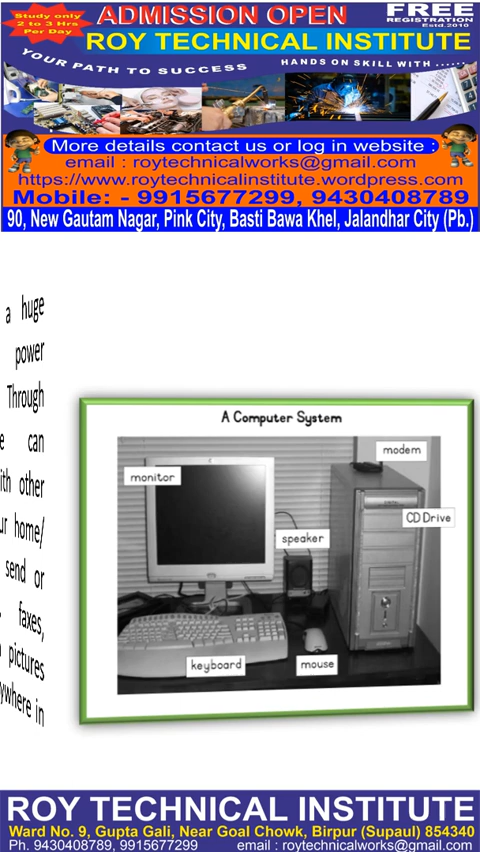 Study only
2 to 3 Hrs
Per Day
ADMISSION OPEN
FREE
REGISTRATION
Estd.2010
ROY TECHNICAL INSTITUTE
YOUR PATH TO SUCCESS
HANDS ON SKILL WITH ......
More details contact us or log in website :
email : roytechnicalworks@gmail.com
https://www.roytechnicalinstitute.wordpress.com
Mobile: - 9915677299, 9430408789
90, New Gautam Nagar, Pink City, Basti Bawa Khel, Jalandhar City (Pb.)
a huge
power
Through
can
other
home/
send or
faxes,
pictures
in
A Computer System
modem
monitor
CD Drive
speaker
keyboard
mouse
ROY TECHNICAL INSTITUTE
Ward No. 9, Gupta Gali, Near Goal Chowk, Birpur (Supaul) 854340
Ph. 9430408789, 9915677299 email : roytechnicalworks@gmail.com